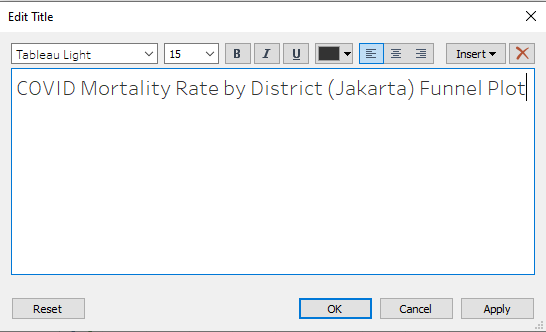 Edit Title
Tableau Light 15 B I U Insert
COVID Mortality Rate by District (Jakarta) Funnel Plot
Reset OK Cancel Apply